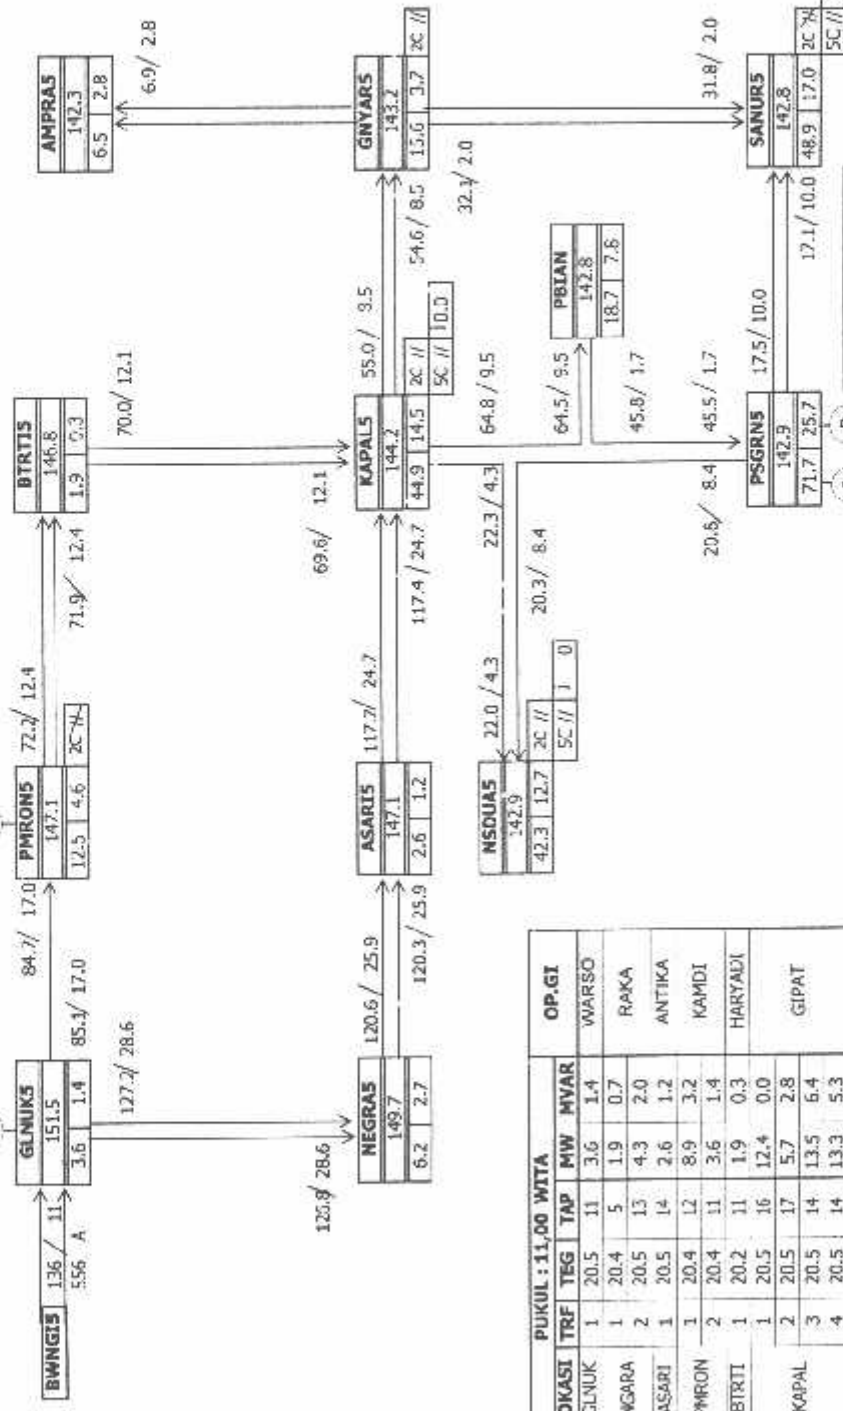 BWNGI5
136 / 11
556 A
GLNUK5
151.5
3.6 1.4
84.7/ 17.0
85.1/ 17.0
PMRON5
147.1
12.5 4.6
2C
72.2/ 12.4
71.9/ 12.4
BTRTI5
146.8
1.9 0.3
70.0/ 12.1
69.6/ 12.1
AMPRA5
142.3
6.5 2.8
6.9/ 2.8
127.2/ 28.6
125.8/ 28.6
NEGRA5
149.7
6.2 2.7
120.6 / 25.9
120.3 / 25.9
ASARI5
147.1
2.6 1.2
117.7/ 24.7
117.4 / 24.7
KAPAL5
144.2
44.9 14.5
2C //
5C // 10.0
55.0/ 9.5
54.6/ 8.5
GNYAR5
143.2
15.6 3.7
2C //
32.1/ 2.0
31.8/ 2.0
NSDUA5
142.9
42.3 12.7
2C //
5C //
22.0 / 4.3
22.3 / 4.3
20.3/ 8.4
20.6/ 8.4
64.8 / 9.5
64.5/ 9.5
PBIAN
142.8
18.7 7.6
45.8/ 1.7
45.5/ 1.7
PSGRN5
142.9
71.7 25.7
17.5/ 10.0
17.1/ 10.0
SANUR5
142.8
48.9 17.0
2C
5C //
PUKUL : 11,00 WITA
OKASI TRF TEG TAP MW MVAR OP.GI
GLNUK 1 20.5 11 3.6 1.4 WARSO
NGARA 1 20.4 5 1.9 0.7 RAKA
2 20.5 13 4.3 2.0
ASARI 1 20.5 14 2.6 1.2 ANTIKA
PMRON 1 20.4 12 8.9 3.2 KAMDI
2 20.4 11 3.6 1.4
BTRTI 1 20.2 11 1.9 0.3 HARYADI
KAPAL 1 20.5 16 12.4 0.0 GIPAT
2 20.5 17 5.7 2.8
3 20.5 14 13.5 6.4
4 20.5 14 13.3 5.3